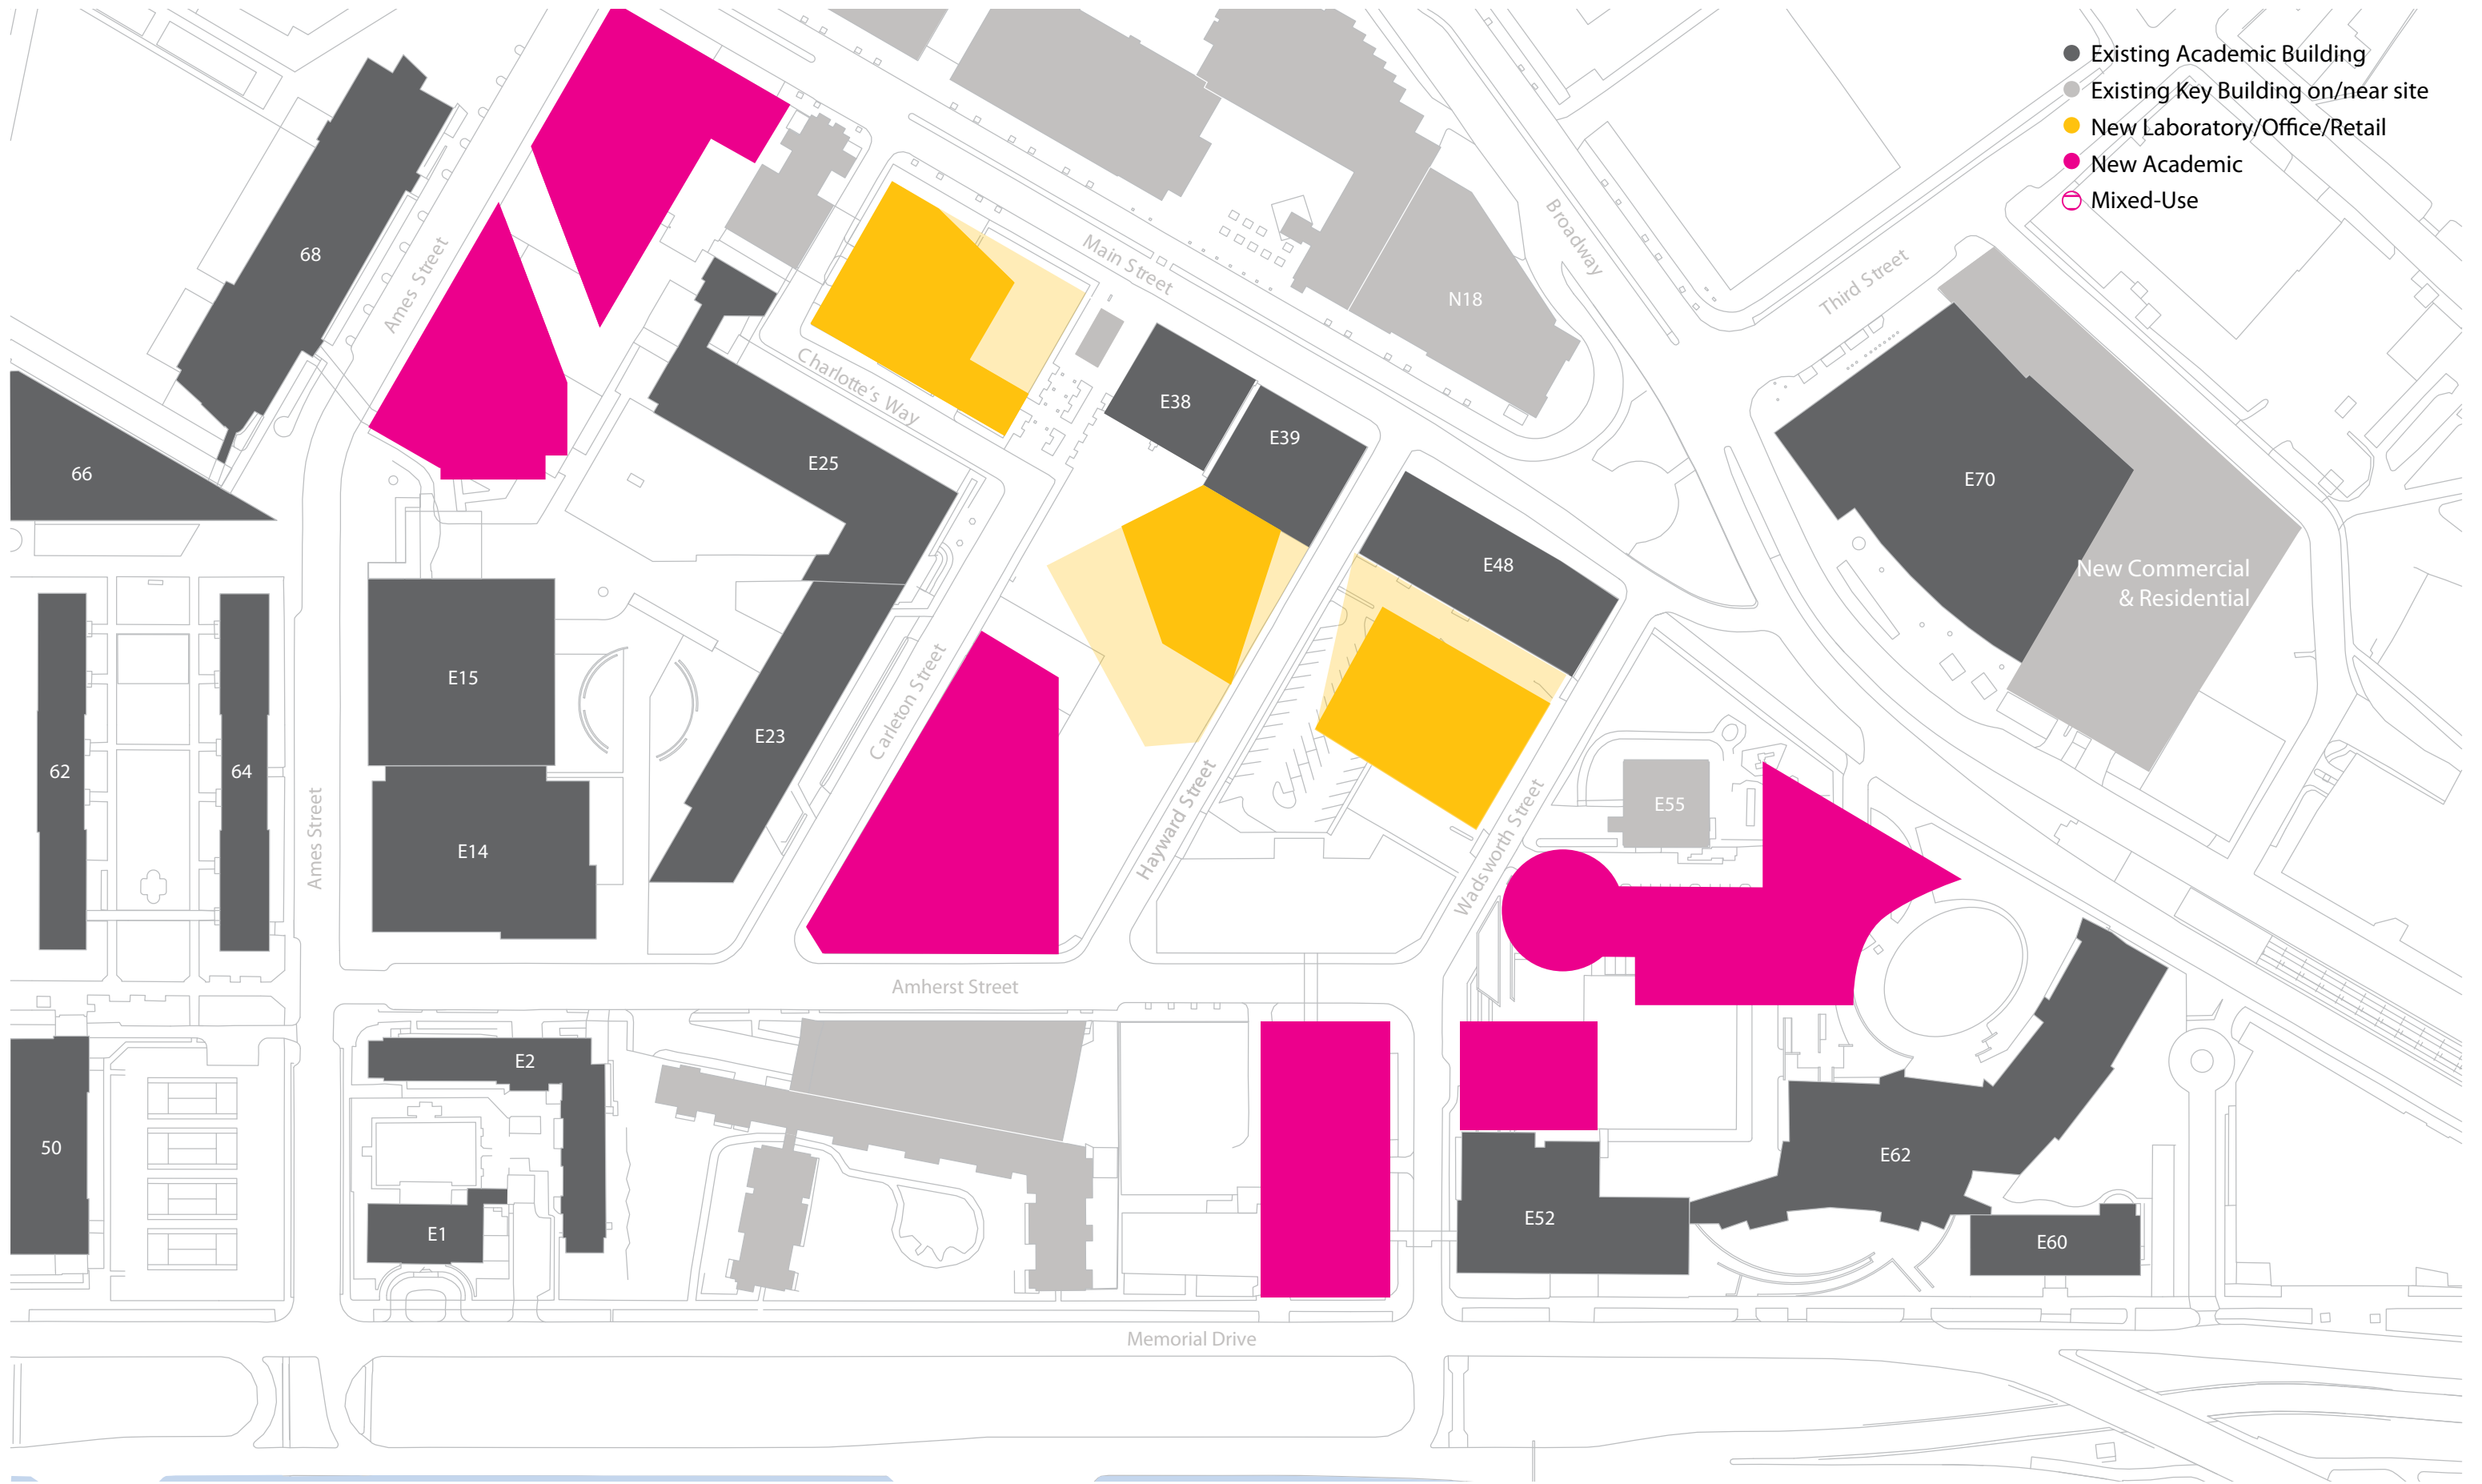 Existing Academic Building
Existing Key Building on/near site
New Laboratory/Office/Retail
New Academic
Mixed-Use
68
Ames Street
Main Street
Broadway
Third Street
N18
66
Charlotte's Way
E38
E39
E25
E48
E70
New Commercial
& Residential
E15
62
64
E23
Carleton Street
E14
Ames Street
Hayward Street
Wadsworth Street
E55
Amherst Street
E2
50
E1
E62
E52
E60
Memorial Drive